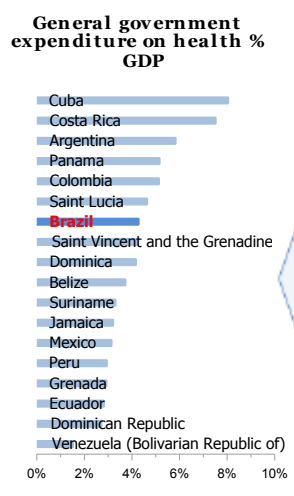 General government
expenditure on health %
GDP
Cuba
Costa Rica
Argentina
Panama
Colombia
Saint Lucia
Brazil
Saint Vincent and the Grenadine
Dominica
Belize
Suriname
Jamaica
Mexico
Peru
Grenada
Ecuador
Dominican Republic
Venezuela (Bolivarian Republic of)
0% 2% 4% 6% 8% 10%